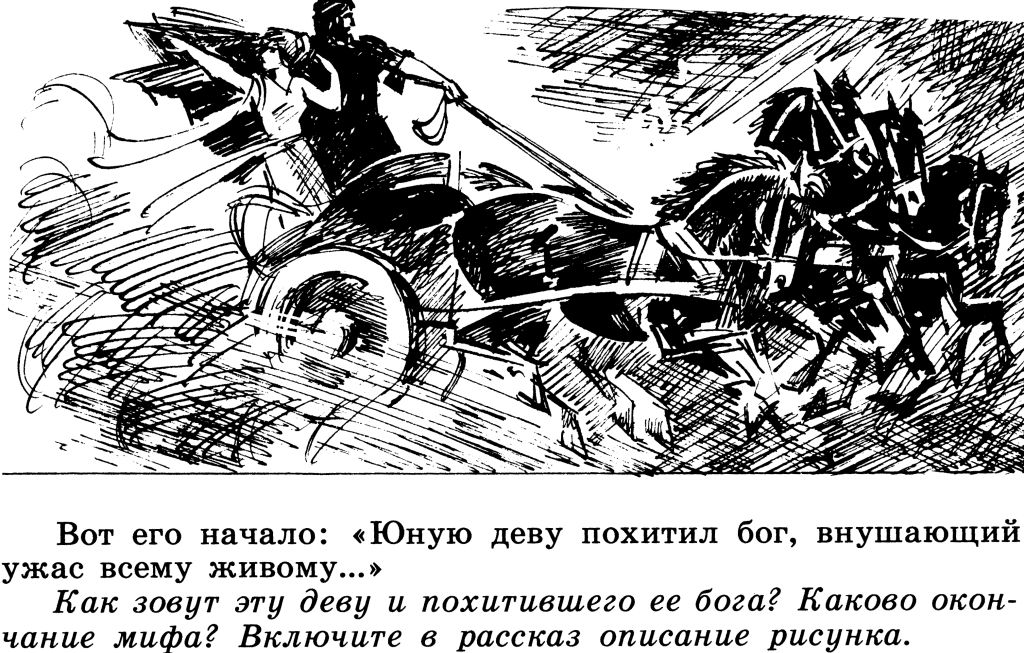 Вот его начало: «Юную деву похитил бог, внушающий
ужас всему живому...»
Как зовут эту деву и похитившего ее бога? Каково окон-
чание мифа? Включите в рассказ описание рисунка.